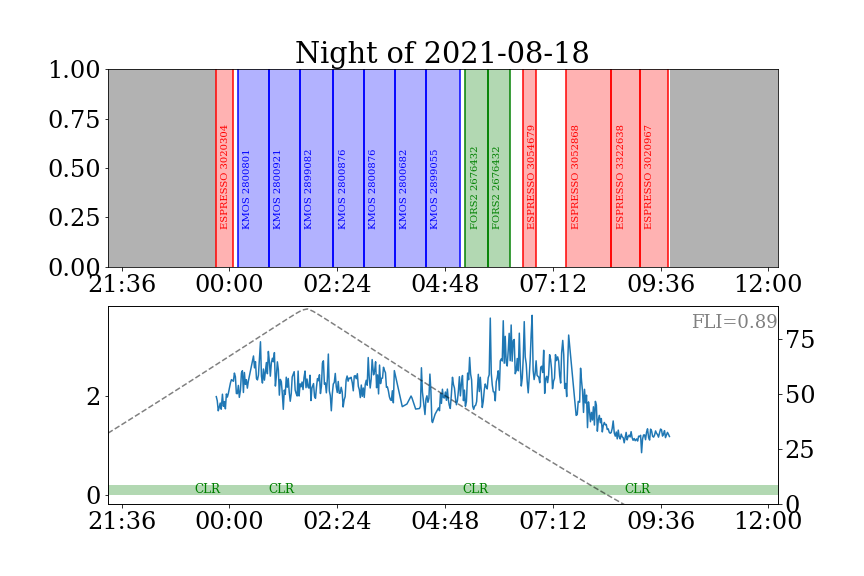 Night of 2021-08-18
1.00
0.75
0.50
0.25
0.00
ESPRESSO 3020304
KMOS 2800801
KMOS 2800921
KMOS 2899082
KMOS 2800876
KMOS 2800876
KMOS 2800682
KMOS 2899055
FORS2 2676432
FORS2 2676432
ESPRESSO 3054679
ESPRESSO 3052868
ESPRESSO 3322638
ESPRESSO 3020967
21:36 00:00 02:24 04:48 07:12 09:36 12:00
FLI=0.89
2
0
75
50
25
0
CLR CLR CLR CLR
21:36 00:00 02:24 04:48 07:12 09:36 12:00